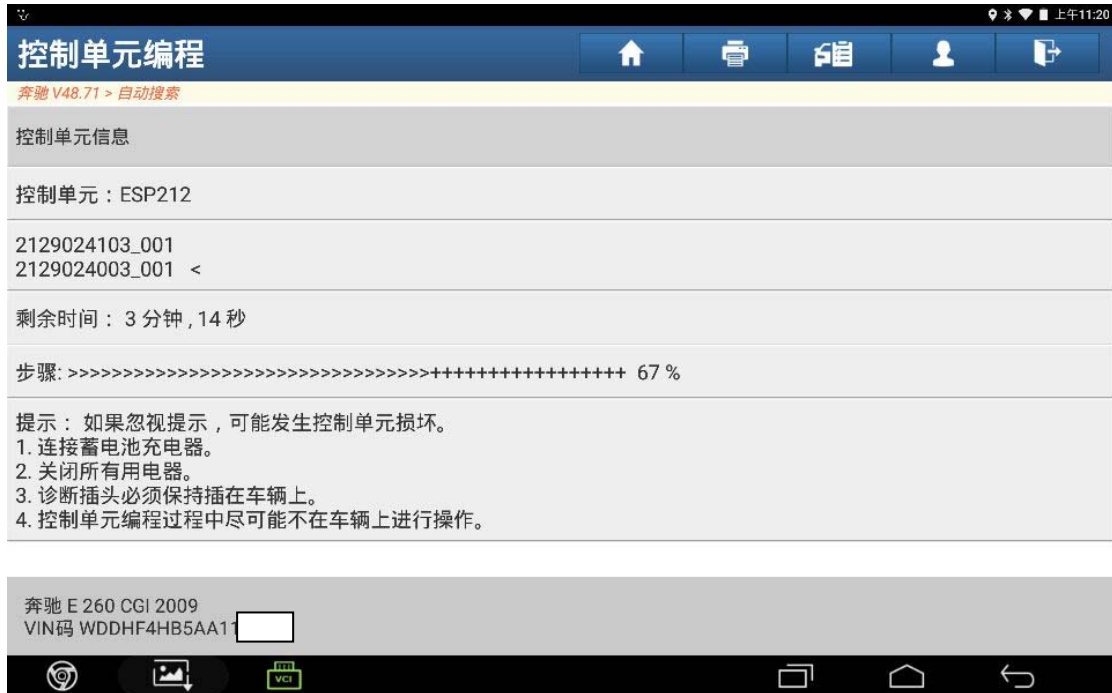 上午11:20
控制单元编程
奔驰 V48.71 > 自动搜索
控制单元信息
控制单元：ESP212
2129024103_001
2129024003_001 <
剩余时间： 3 分钟 , 14 秒
步骤: >>>>>>>>>>>>>>>>>>>>>>>>>>>>>>>>>+++++++++++++++++ 67 %
提示： 如果忽视提示，可能发生控制单元损坏。
1. 连接蓄电池充电器。
2. 关闭所有用电器。
3. 诊断插头必须保持插在车辆上。
4. 控制单元编程过程中尽可能不在车辆上进行操作。
奔驰 E 260 CGI 2009
VIN码 WDDHF4HB5AA11
VCI